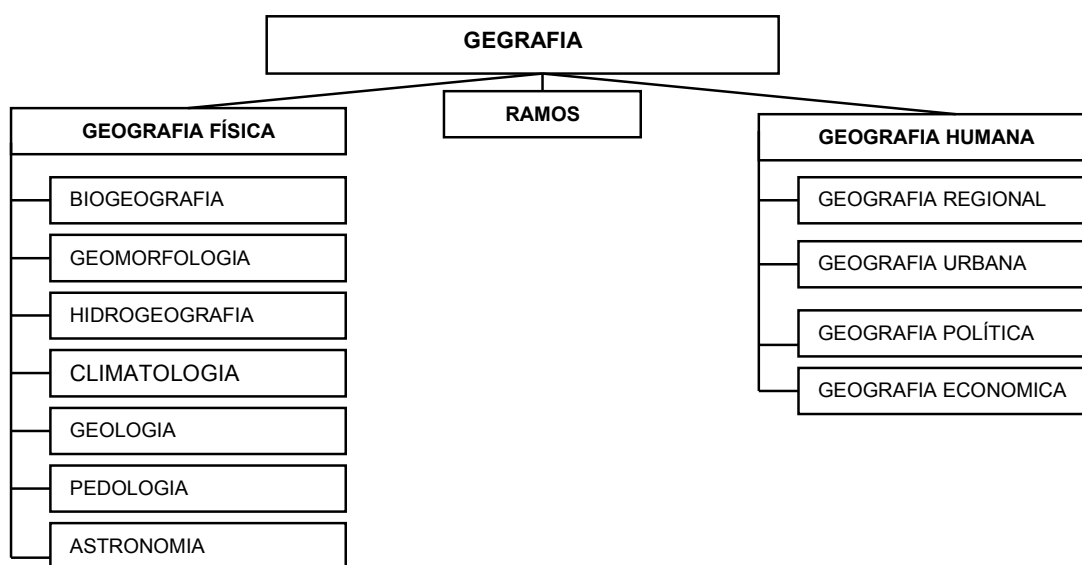 GEGRAFIA
RAMOS
GEOGRAFIA FÍSICA
BIOGEOGRAFIA
GEOMORFOLOGIA
HIDROGEOGRAFIA
CLIMATOLOGIA
GEOLOGIA
PEDOLOGIA
ASTRONOMIA
GEOGRAFIA HUMANA
GEOGRAFIA REGIONAL
GEOGRAFIA URBANA
GEOGRAFIA POLÍTICA
GEOGRAFIA ECONOMICA